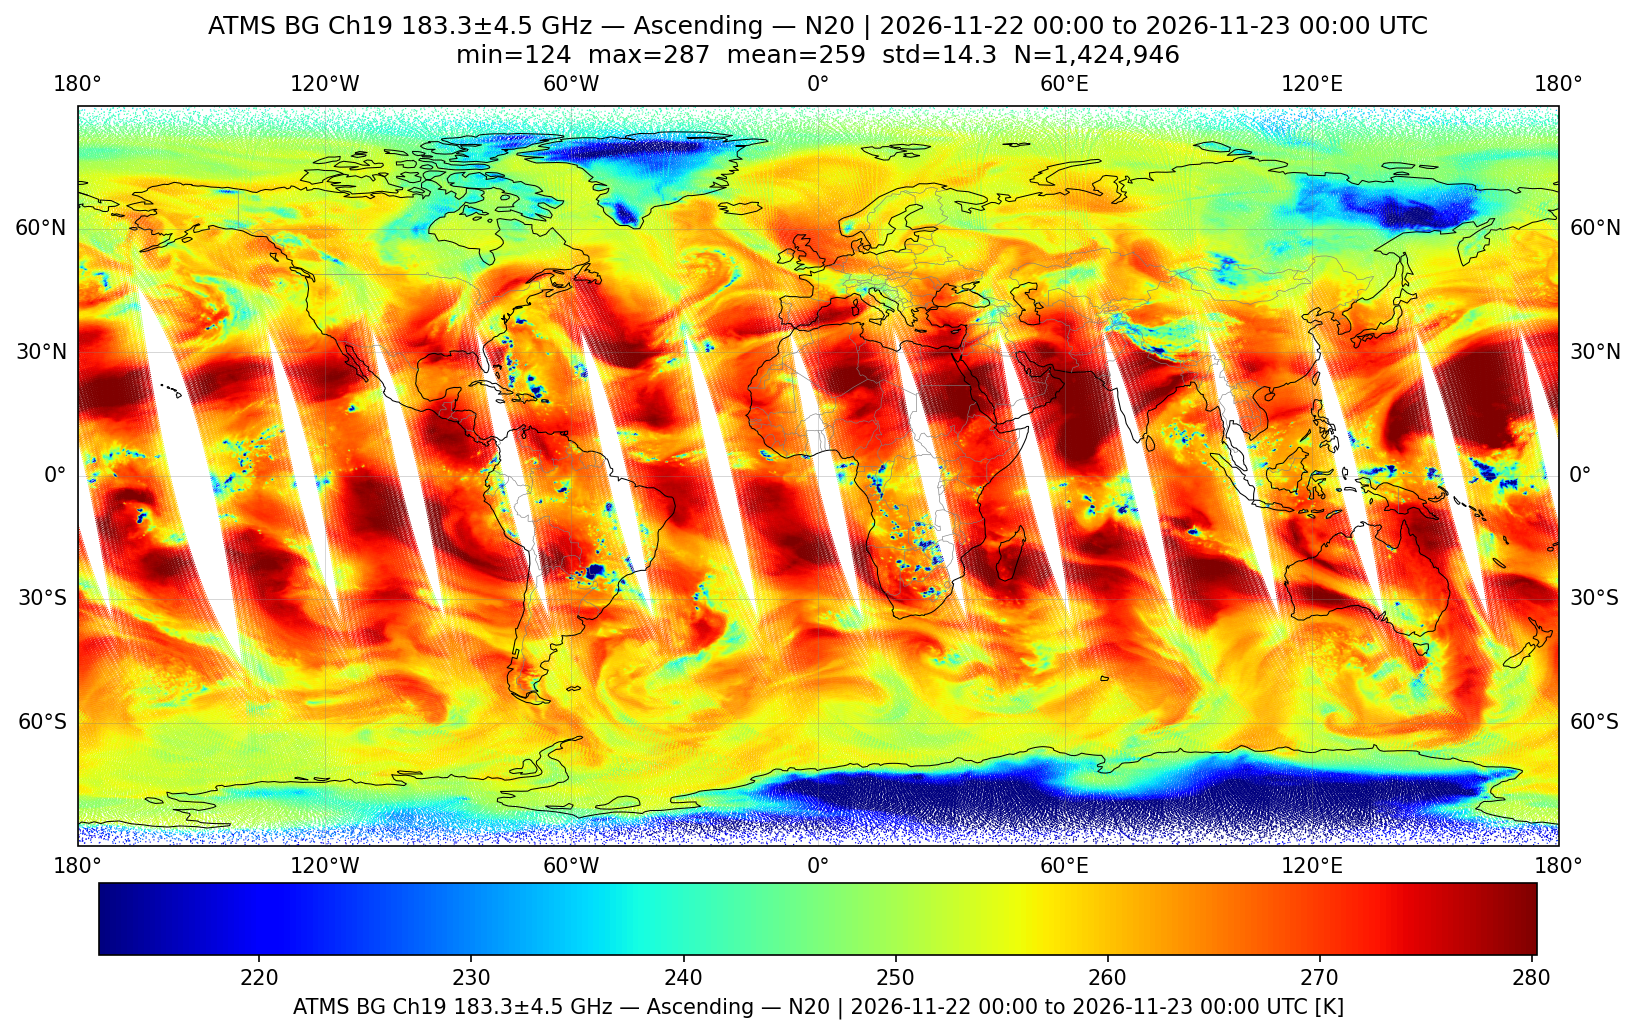 ATMS BG Ch19 183.3±4.5 GHz — Ascending — N20 | 2026-11-22 00:00 to 2026-11-23 00:00 UTC
min=124  max=287  mean=259  std=14.3  N=1,424,946
180° 120°W 60°W 0° 60°E 120°E 180°
60°N 60°N
30°N 30°N
0° 0°
30°S 30°S
60°S 60°S
180° 120°W 60°W 0° 60°E 120°E 180°
220 230 240 250 260 270 280
ATMS BG Ch19 183.3±4.5 GHz — Ascending — N20 | 2026-11-22 00:00 to 2026-11-23 00:00 UTC [K]